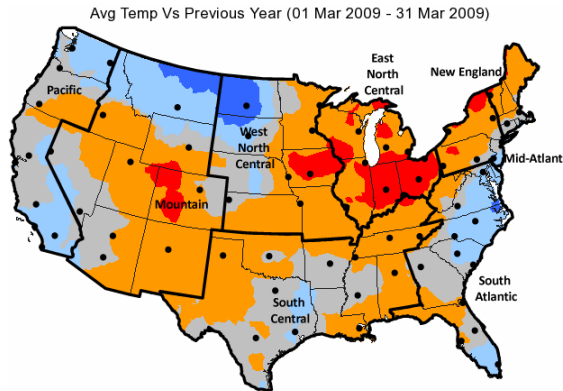 Avg Temp Vs Previous Year (01 Mar 2009 - 31 Mar 2009)
East
North
Central
New England
Pacific
West
North
Central
Mid-Atlant
Mountain
South
Central
South
Atlantic